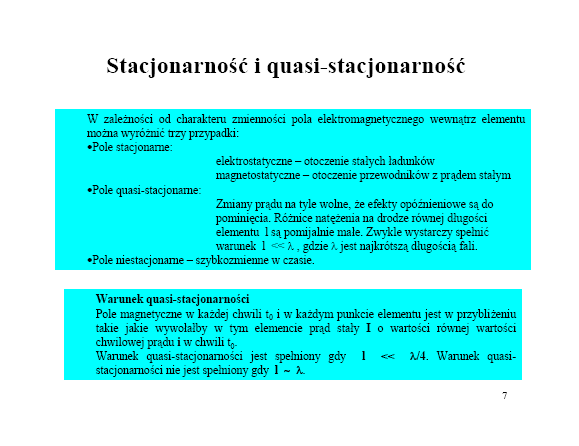 Stacjonarność i quasi-stacjonarność
W zależności od charakteru zmienności pola elektromagnetycznego wewnątrz elementu
można wyróżnić trzy przypadki:
•Pole stacjonarne:
elektrostatyczne – otoczenie stałych ładunków
magnetostatyczne – otoczenie przewodników z prądem stałym
•Pole quasi-stacjonarne:
Zmiany prądu na tyle wolne, że efekty opóźnieniowe są do
pominięcia. Różnice natężenia na drodze równej długości
elementu l są pomijalnie małe. Zwykle wystarczy spełnić
warunek l << λ , gdzie λ jest najkrótszą długością fali.
•Pole niestacjonarne – szybkozmienne w czasie.
Warunek quasi-stacjonarności
Pole magnetyczne w każdej chwili t₀ i w każdym punkcie elementu jest w przybliżeniu
takie jakie wywołałby w tym elemencie prąd stały I o wartości równej wartości
chwilowej prądu i w chwili t₀.
Warunek quasi-stacjonarności jest spełniony gdy l << λ/4. Warunek quasi-
stacjonarności nie jest spełniony gdy l ~ λ.
7